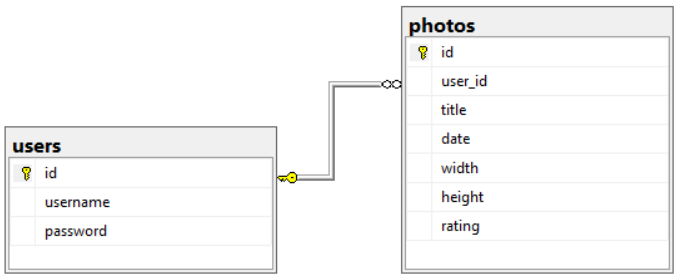 users
id
username
password
photos
id
user_id
title
date
width
height
rating